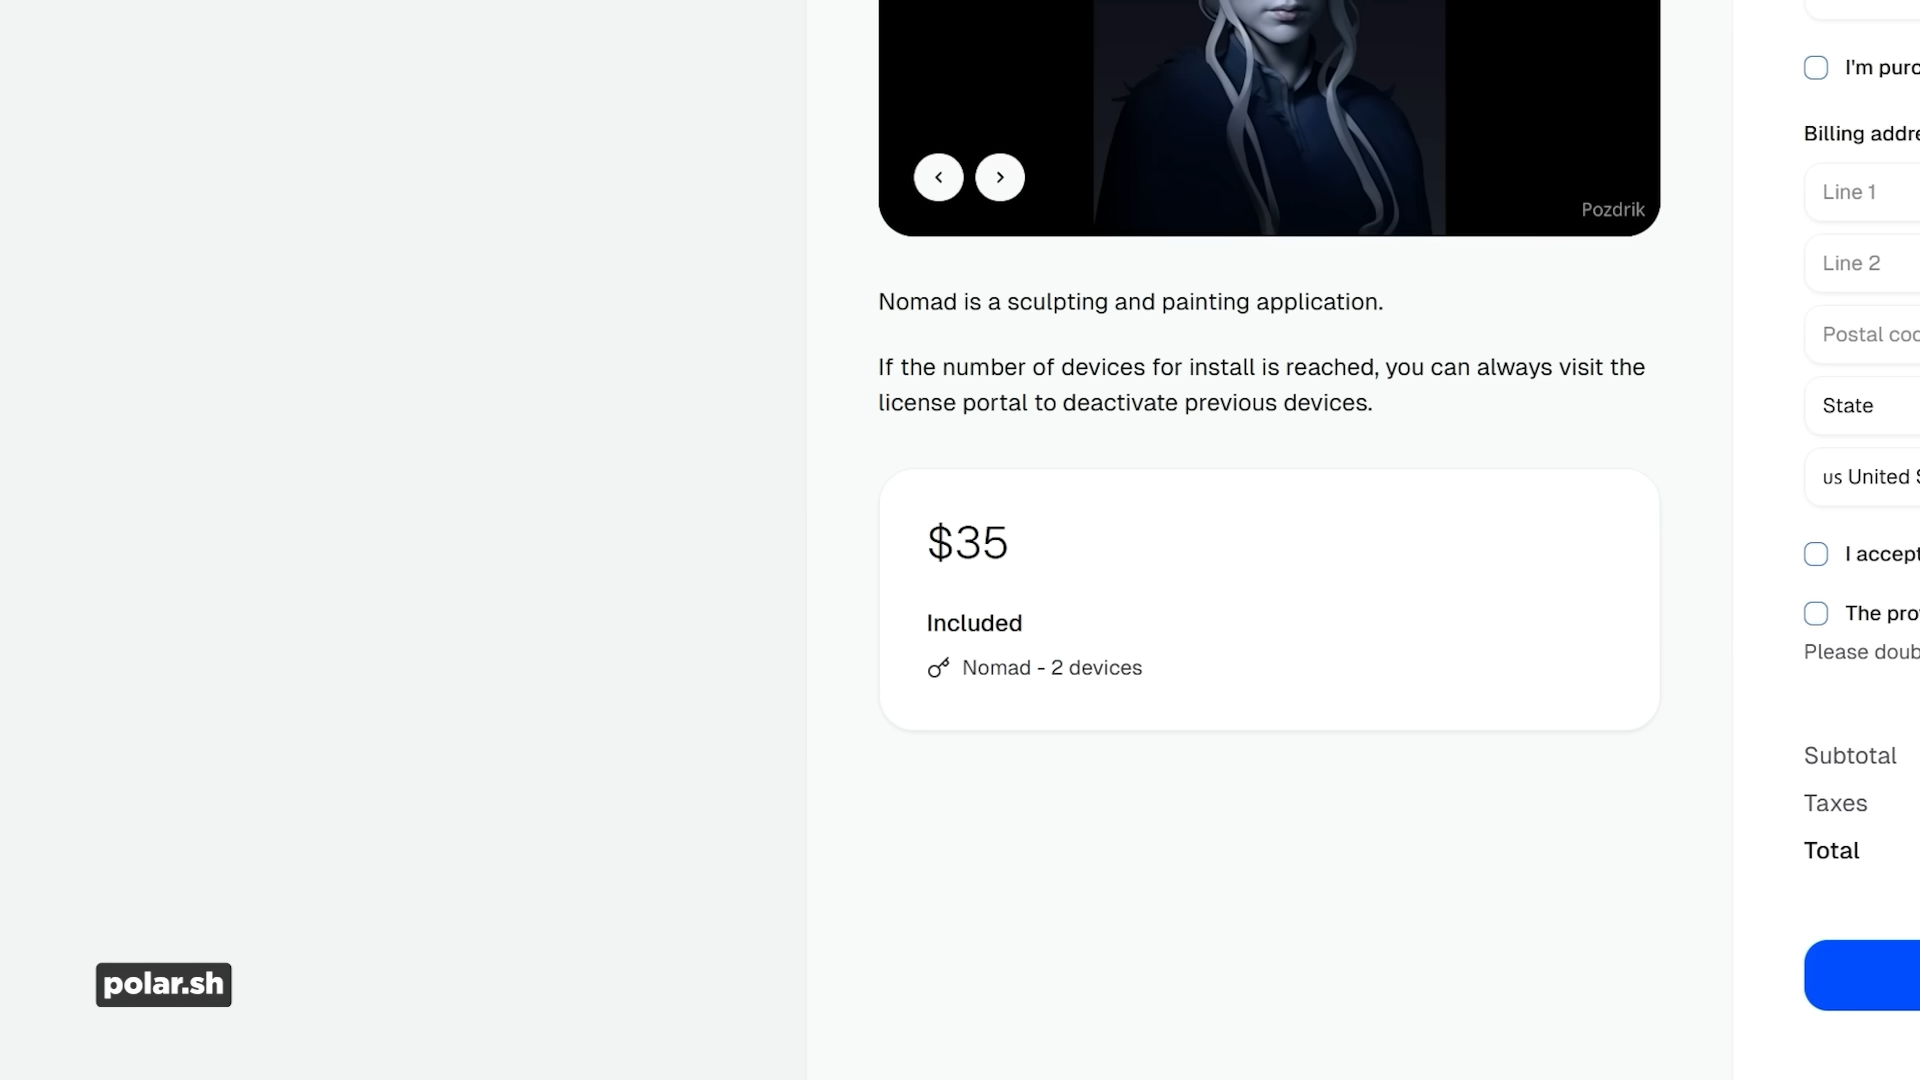 Pozdrik
Nomad is a sculpting and painting application.
If the number of devices for install is reached, you can always visit the
license portal to deactivate previous devices.
$35
Included
Nomad - 2 devices
I'm purc
Billing addre
Line 1
Line 2
Postal cod
State
us United S
I accept
The pro
Please doub
Subtotal
Taxes
Total
polar.sh